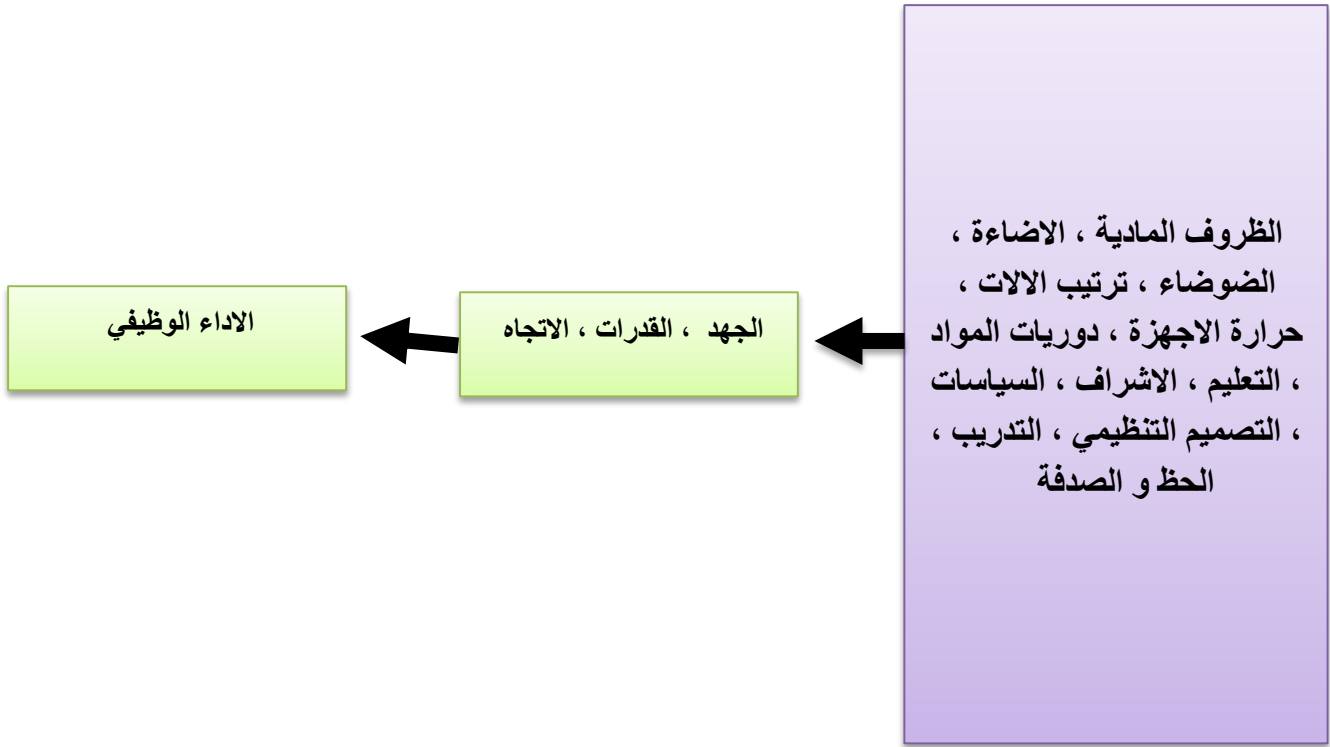 الظروف المادية ، الاضاءة ،
الضوضاء ، ترتيب الالات ،
حرارة الاجهزة ، دوريات المواد
، التعليم ، الاشراف ، السياسات
، التصميم التنظيمي ، التدريب ،
الحظ و الصدفة
الجهد ، القدرات ، الاتجاه
الاداء الوظيفي